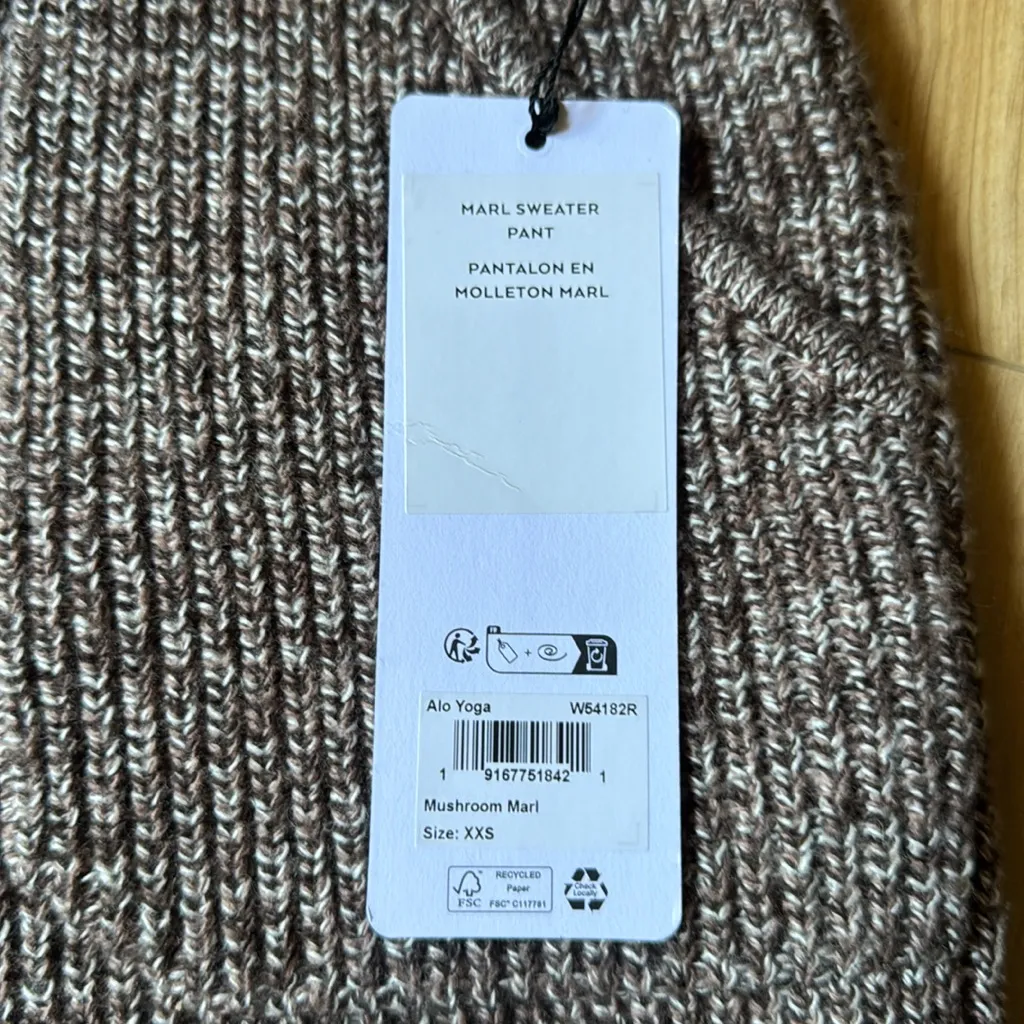 MARL SWEATER
PANT
PANTALON EN
MOLLETON MARL
FR
+
Alo Yoga W54182R
1 9167751842 1
Mushroom Marl
Size: XXS
RECYCLED
Paper
FSC FSC® C117781
Check
Locally